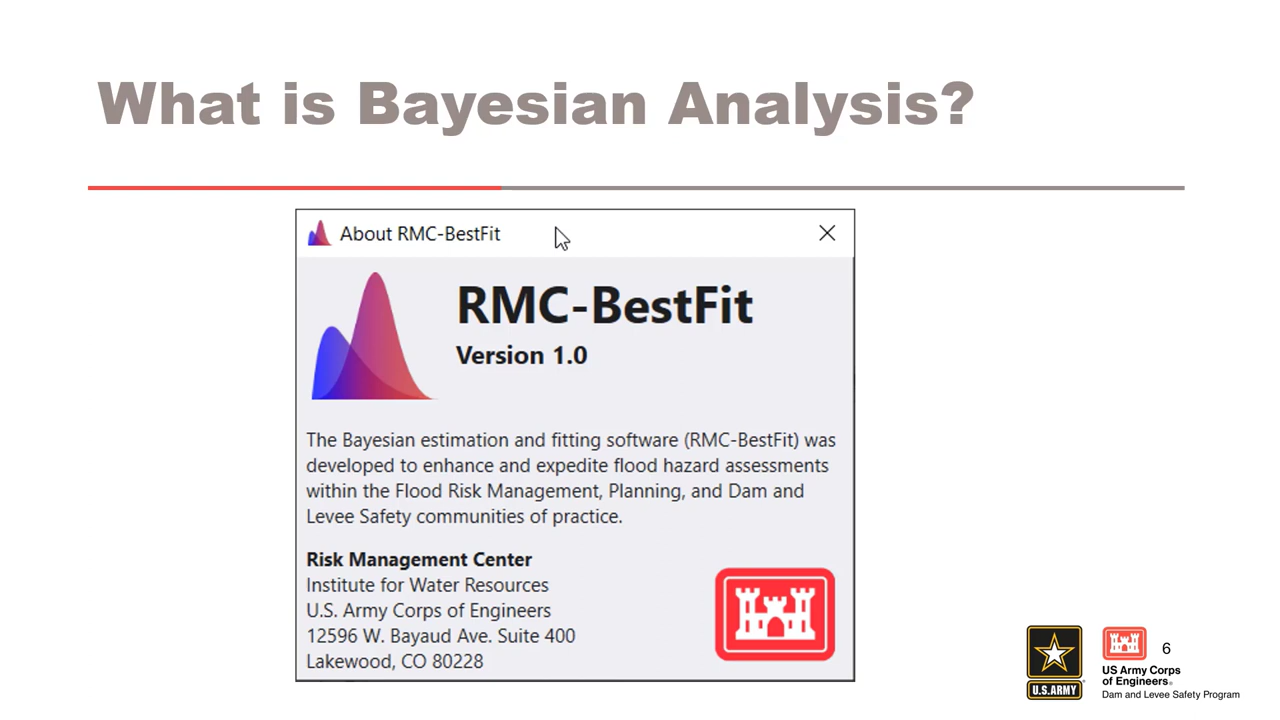 What is Bayesian Analysis?
About RMC-BestFit
RMC-BestFit
Version 1.0
The Bayesian estimation and fitting software (RMC-BestFit) was
developed to enhance and expedite flood hazard assessments
within the Flood Risk Management, Planning, and Dam and
Levee Safety communities of practice.
Risk Management Center
Institute for Water Resources
U.S. Army Corps of Engineers
12596 W. Bayaud Ave. Suite 400
Lakewood, CO 80228
U.S.ARMY
6
US Army Corps
of Engineers®
Dam and Levee Safety Program